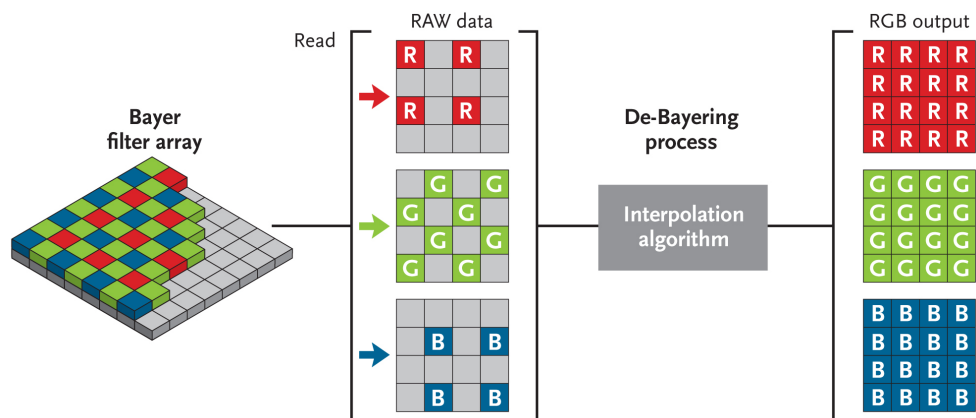 Read
RAW data
RGB output
Bayer
filter array
De-Bayering
process
Interpolation
algorithm
R R
R R
G G
G G
G G
G G
B B
B B
R R R R
R R R R
R R R R
R R R R
G G G G
G G G G
G G G G
G G G G
B B B B
B B B B
B B B B
B B B B